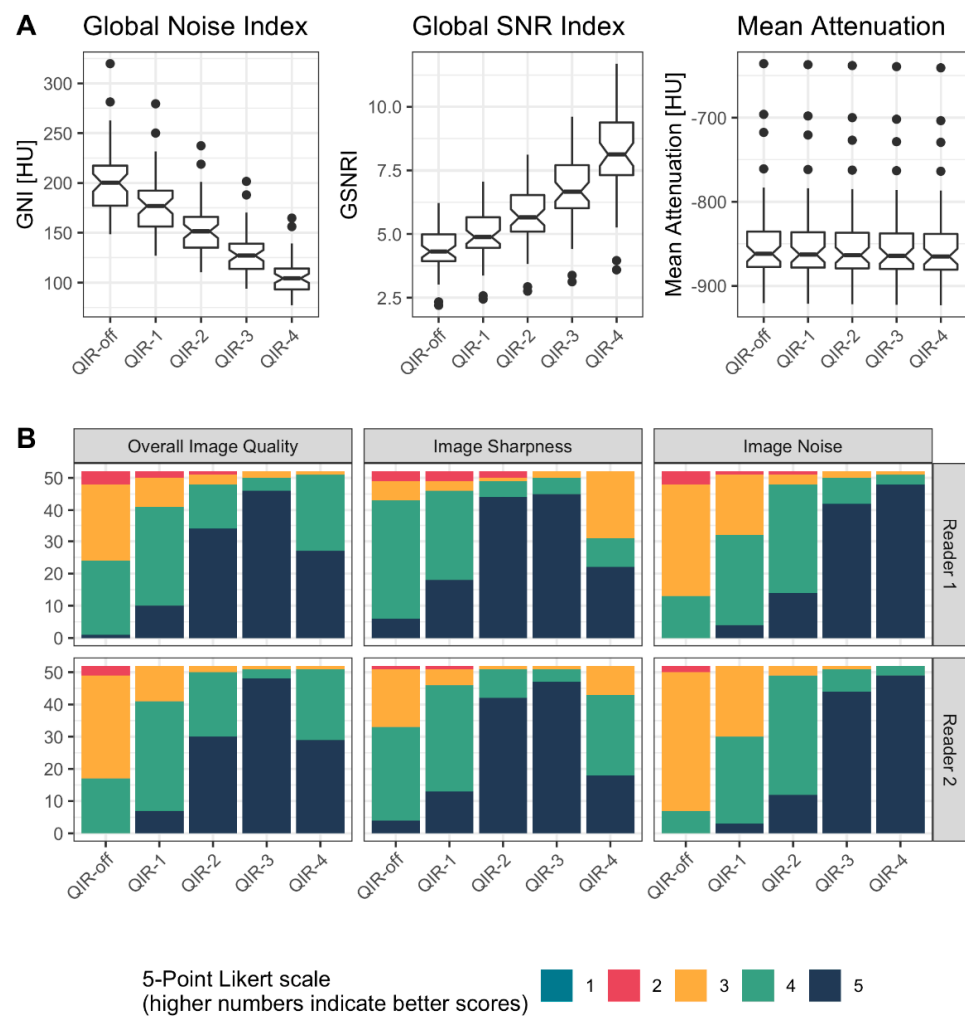 A
Global Noise Index
Global SNR Index
Mean Attenuation
GNI [HU]
300
250
200
150
100
QIR-off
QIR-1
QIR-2
QIR-3
QIR-4
GSNRI
10.0
7.5
5.0
2.5
QIR-off
QIR-1
QIR-2
QIR-3
QIR-4
Mean Attenuation [HU]
-700
-800
-900
QIR-off
QIR-1
QIR-2
QIR-3
QIR-4
B
Overall Image Quality
Image Sharpness
Image Noise
50
40
30
20
10
0
Reader 1
50
40
30
20
10
0
Reader 2
QIR-off
QIR-1
QIR-2
QIR-3
QIR-4
QIR-off
QIR-1
QIR-2
QIR-3
QIR-4
QIR-off
QIR-1
QIR-2
QIR-3
QIR-4
5-Point Likert scale
(higher numbers indicate better scores)
1
2
3
4
5